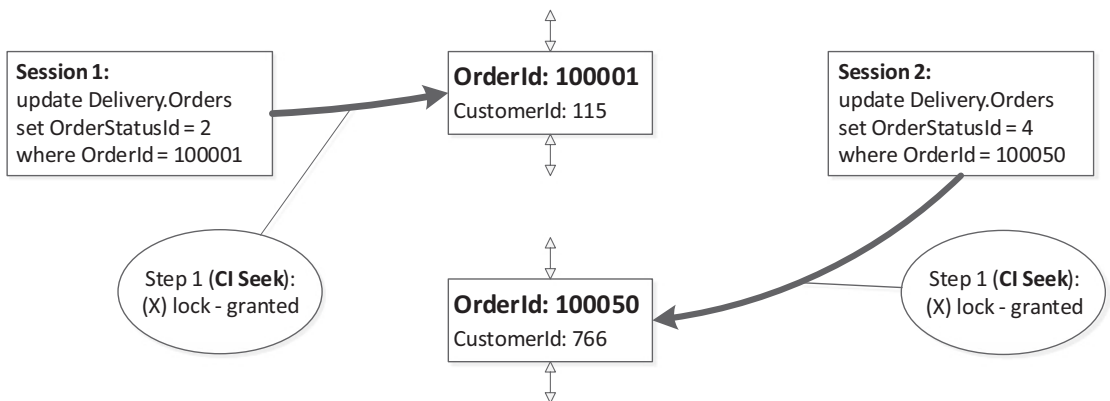 Session 1:
update Delivery.Orders
set OrderStatusId = 2
where OrderId = 100001
OrderId: 100001
CustomerId: 115
Session 2:
update Delivery.Orders
set OrderStatusId = 4
where OrderId = 100050
Step 1 (CI Seek):
(X) lock - granted
OrderId: 100050
CustomerId: 766
Step 1 (CI Seek):
(X) lock - granted